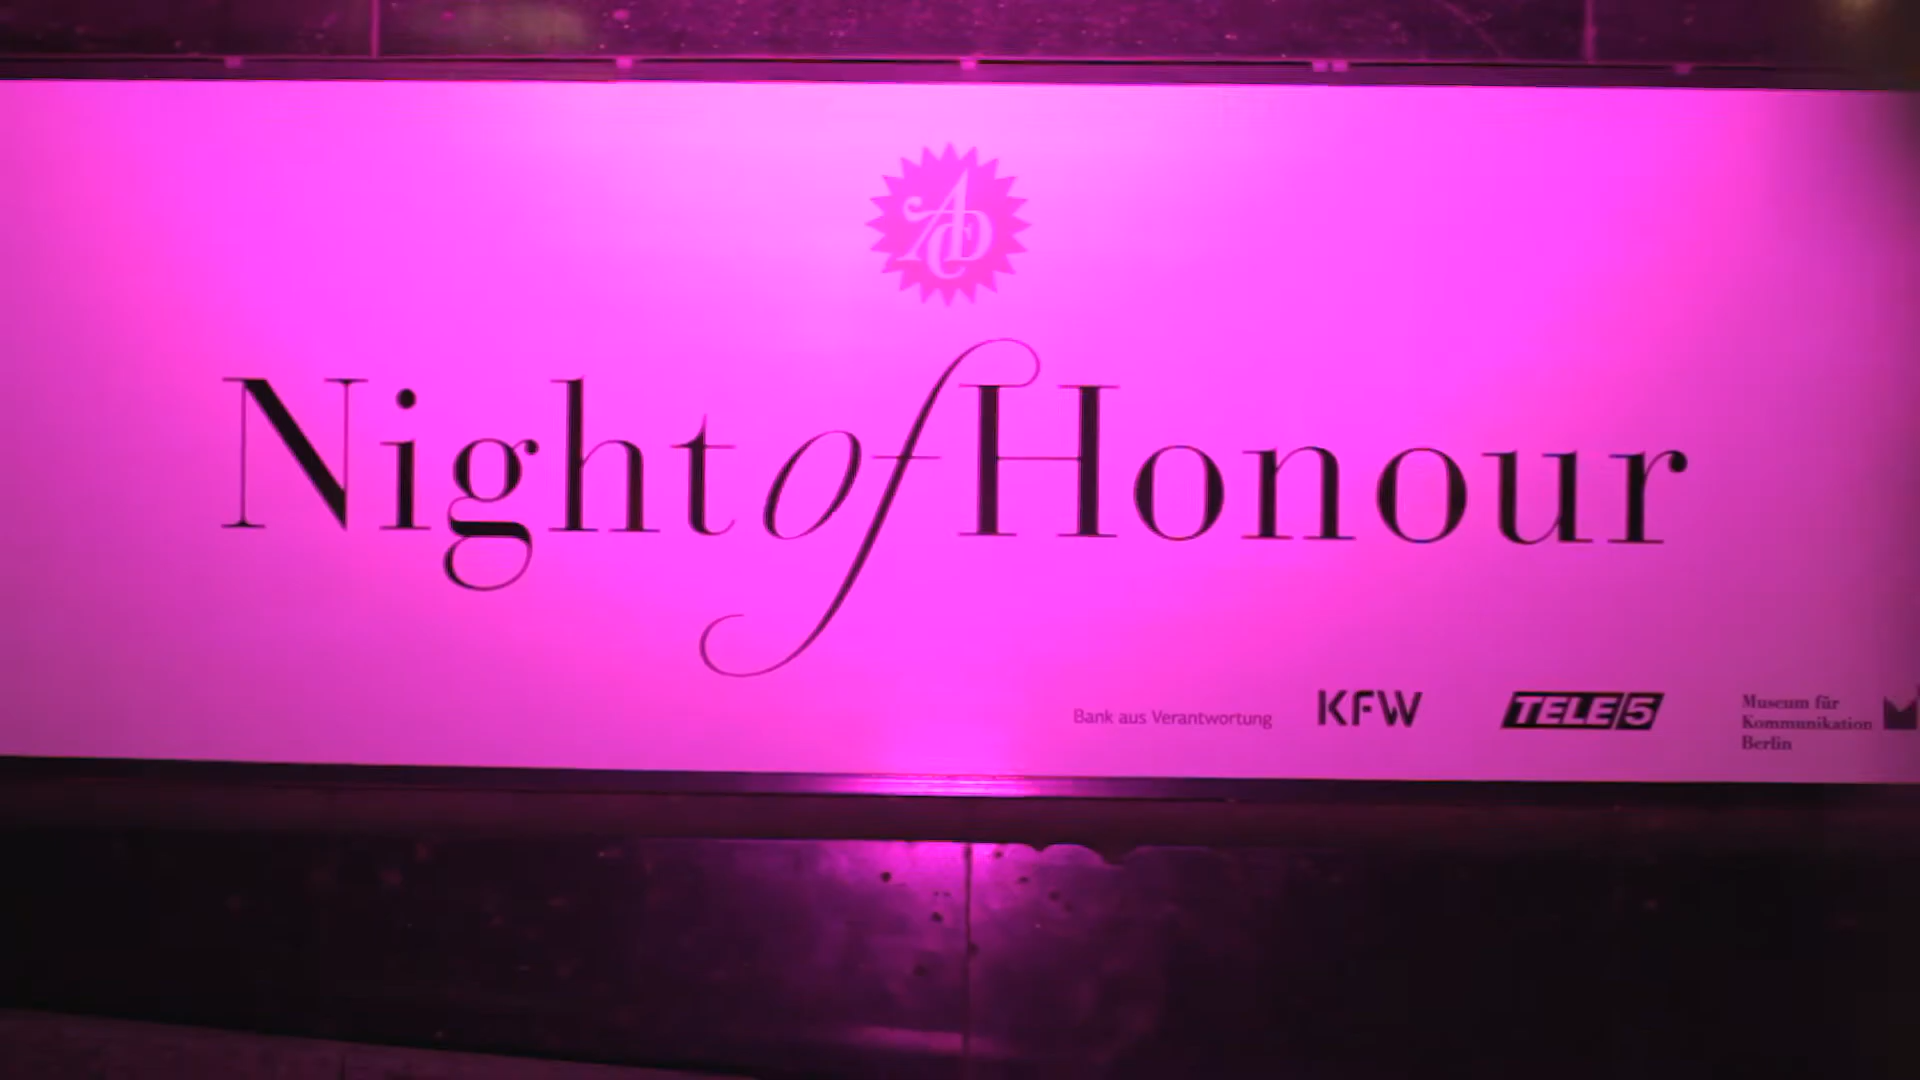 ADC
Night of Honour
Bank aus Verantwortung
KFW
TELE 5
Museum für
Kommunikation
Berlin